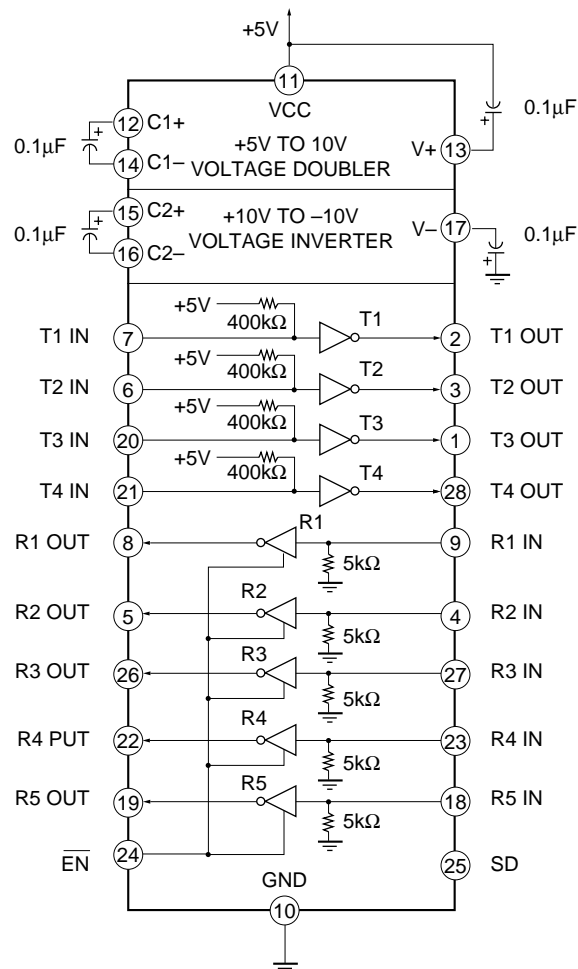 +5V
11
VCC
12 C1+
0.1μF
+
14 C1–
+5V TO 10V
VOLTAGE DOUBLER
V+ 13
+
0.1μF
15 C2+
0.1μF
+
16 C2–
+10V TO –10V
VOLTAGE INVERTER
V– 17
+
0.1μF
+5V
400kΩ
T1
T1 IN 7
2 T1 OUT
+5V
400kΩ
T2
T2 IN 6
3 T2 OUT
+5V
400kΩ
T3
T3 IN 20
1 T3 OUT
+5V
400kΩ
T4
T4 IN 21
28 T4 OUT
R1 OUT 8
R1
9 R1 IN
5kΩ
R2 OUT 5
R2
4 R2 IN
5kΩ
R3 OUT 26
R3
27 R3 IN
5kΩ
R4 PUT 22
R4
23 R4 IN
5kΩ
R5 OUT 19
R5
18 R5 IN
5kΩ
EN 24
25 SD
GND
10